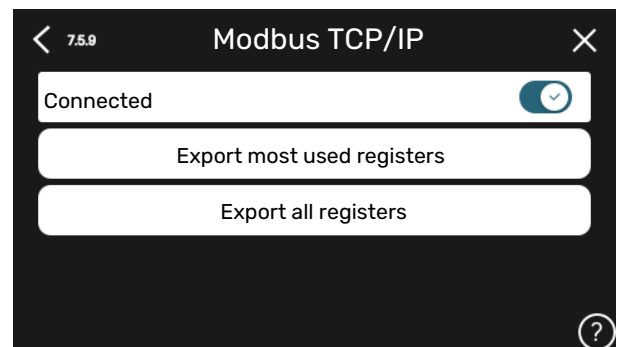 7.5.9 Modbus TCP/IP
Connected
Export most used registers
Export all registers
?